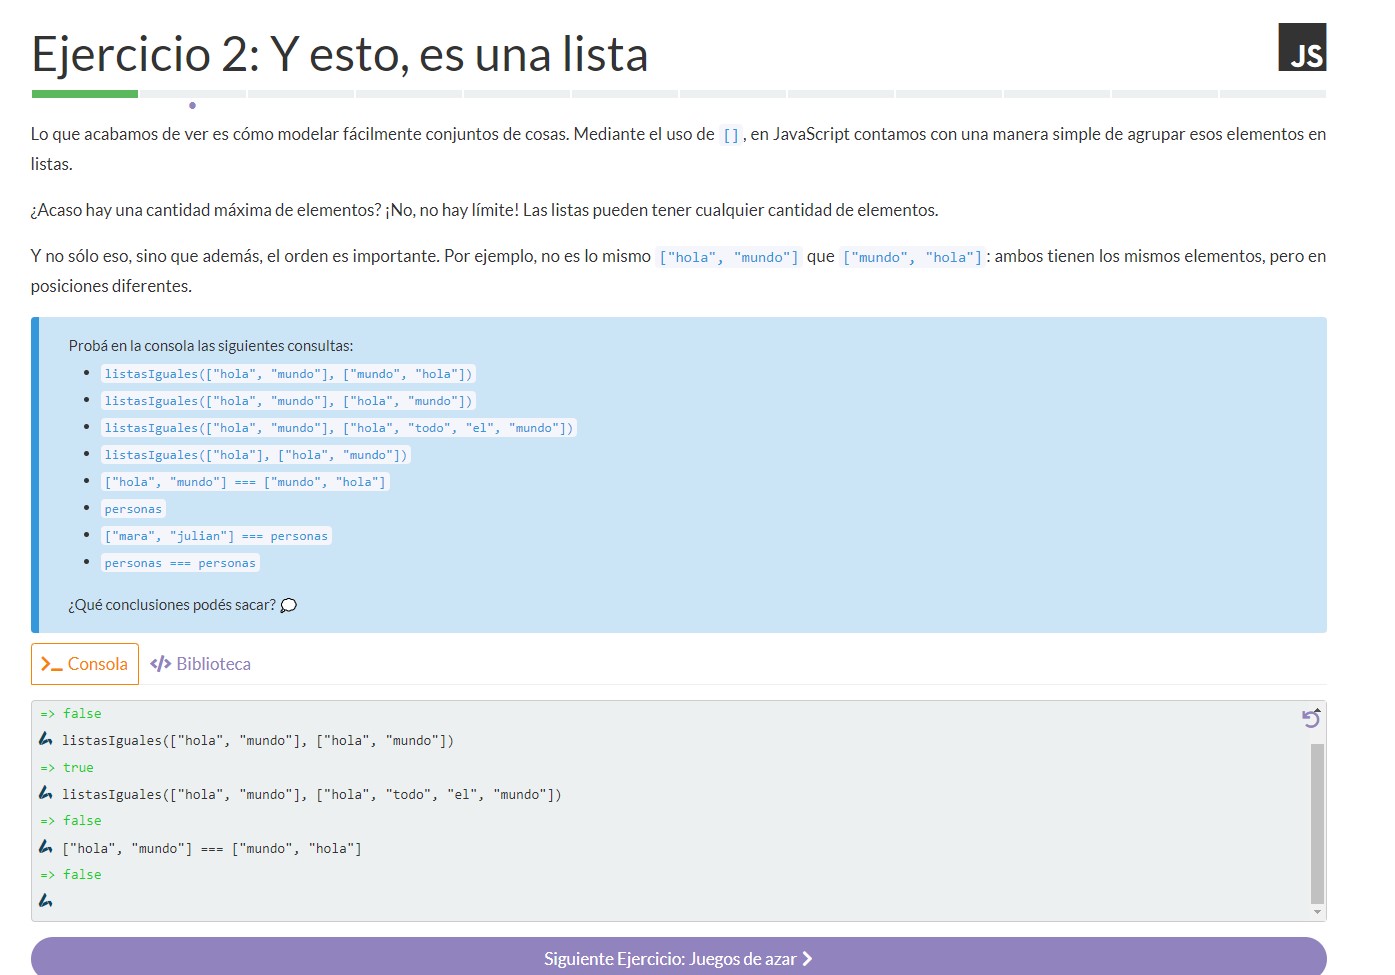 Ejercicio 2: Y esto, es una lista
JS
Lo que acabamos de ver es cómo modelar fácilmente conjuntos de cosas. Mediante el uso de [], en JavaScript contamos con una manera simple de agrupar esos elementos en
listas.
¿Acaso hay una cantidad máxima de elementos? ¡No, no hay límite! Las listas pueden tener cualquier cantidad de elementos.
Y no sólo eso, sino que además, el orden es importante. Por ejemplo, no es lo mismo ["hola", "mundo"] que ["mundo", "hola"]: ambos tienen los mismos elementos, pero en
posiciones diferentes.
Probá en la consola las siguientes consultas:
• listasIguales(["hola", "mundo"], ["mundo", "hola"])
• listasIguales(["hola", "mundo"], ["hola", "mundo"])
• listasIguales(["hola", "mundo"], ["hola", "todo", "el", "mundo"])
• listasIguales(["hola"], ["hola", "mundo"])
• ["hola", "mundo"] === ["mundo", "hola"]
• personas
• ["mara", "julian"] === personas
• personas === personas
¿Qué conclusiones podés sacar? 💭
>_ Consola </> Biblioteca
=> false
listasIguales(["hola", "mundo"], ["hola", "mundo"])
=> true
listasIguales(["hola", "mundo"], ["hola", "todo", "el", "mundo"])
=> false
["hola", "mundo"] === ["mundo", "hola"]
=> false
Siguiente Ejercicio: Juegos de azar >